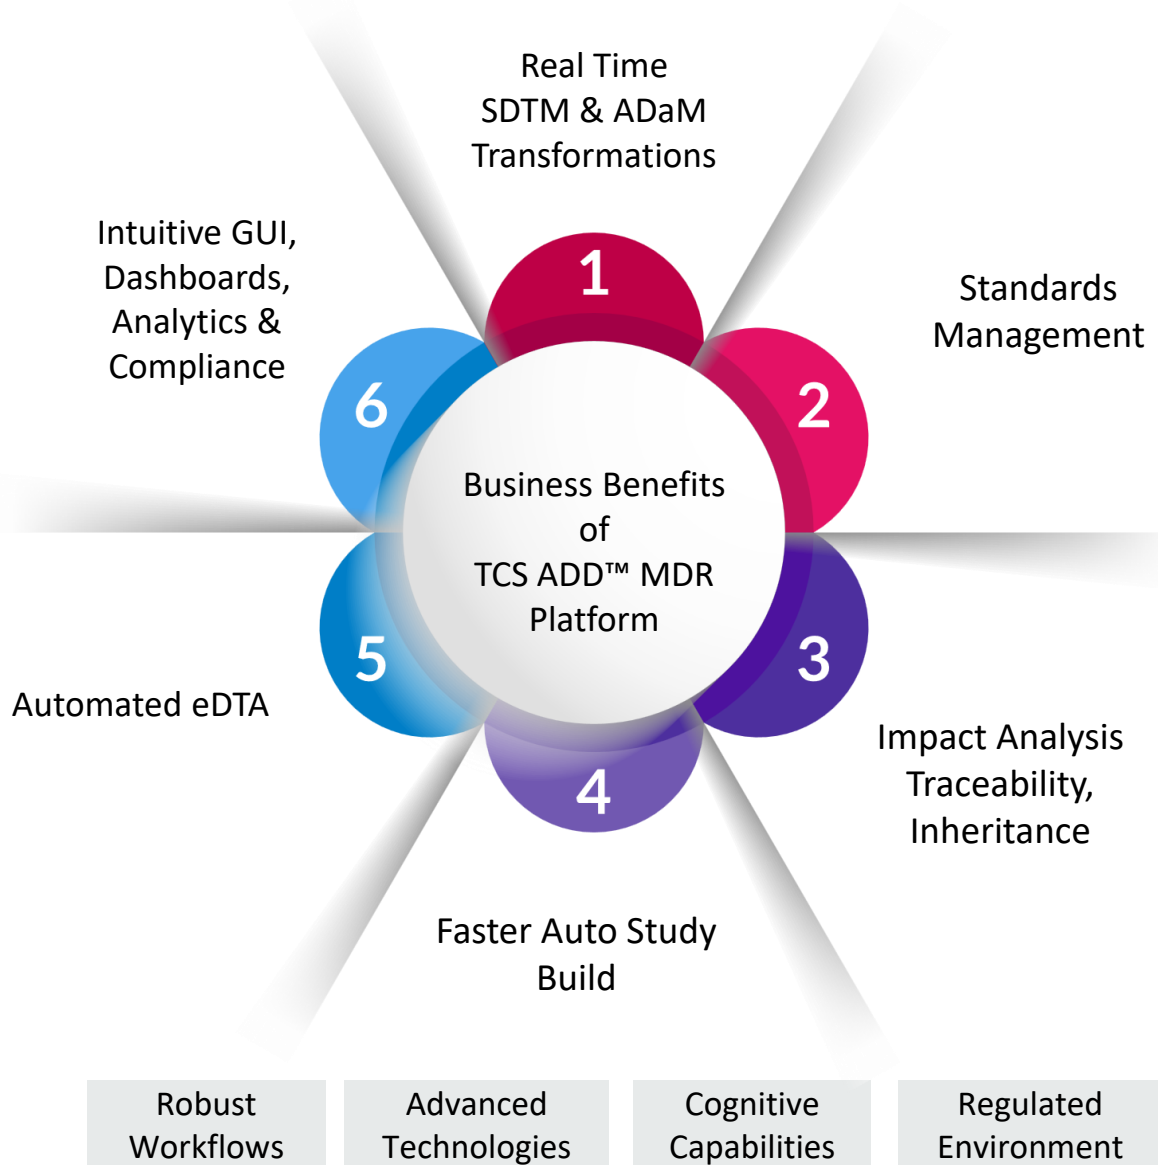 Real Time
SDTM & ADaM
Transformations
1
Standards
Management
2
Impact Analysis
Traceability,
Inheritance
3
Faster Auto Study
Build
4
Automated eDTA
5
Intuitive GUI,
Dashboards,
Analytics &
Compliance
6
Business Benefits
of
TCS ADD™ MDR
Platform
Robust
Workflows
Advanced
Technologies
Cognitive
Capabilities
Regulated
Environment